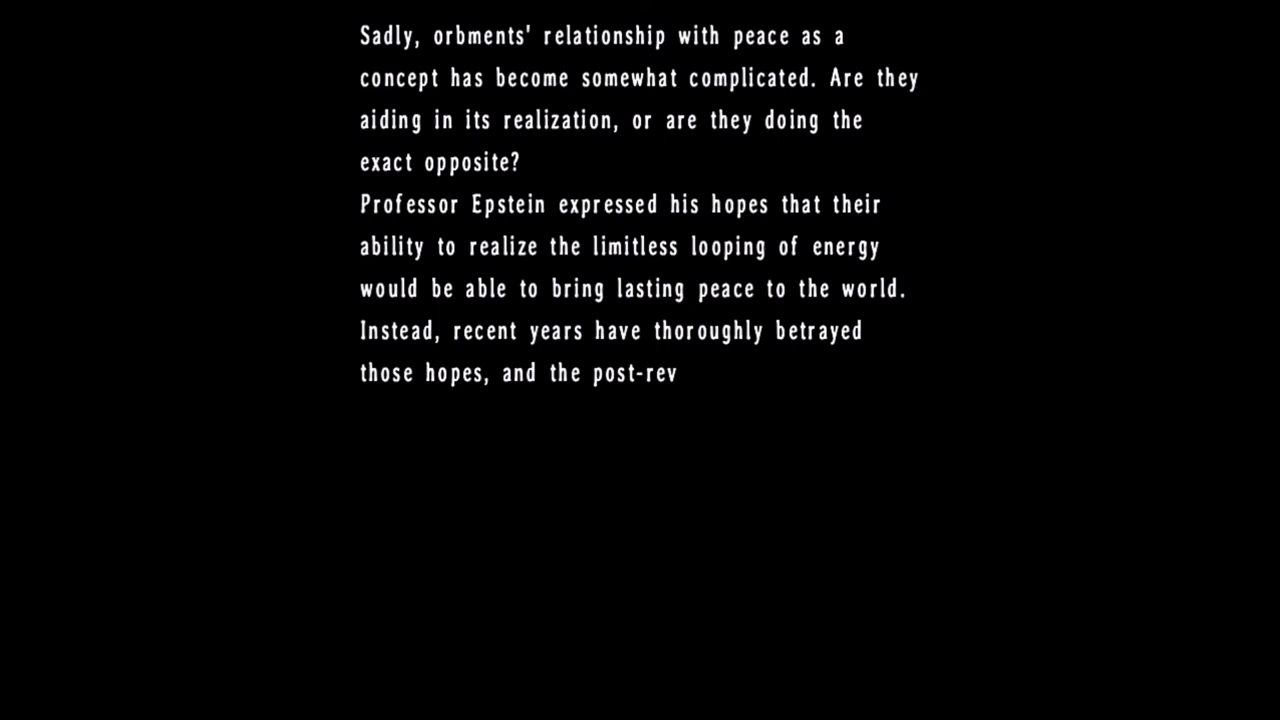 Sadly, orbments' relationship with peace as a
concept has become somewhat complicated. Are they
aiding in its realization, or are they doing the
exact opposite?
Professor Epstein expressed his hopes that their
ability to realize the limitless looping of energy
would be able to bring lasting peace to the world.
Instead, recent years have thoroughly betrayed
those hopes, and the post-rev